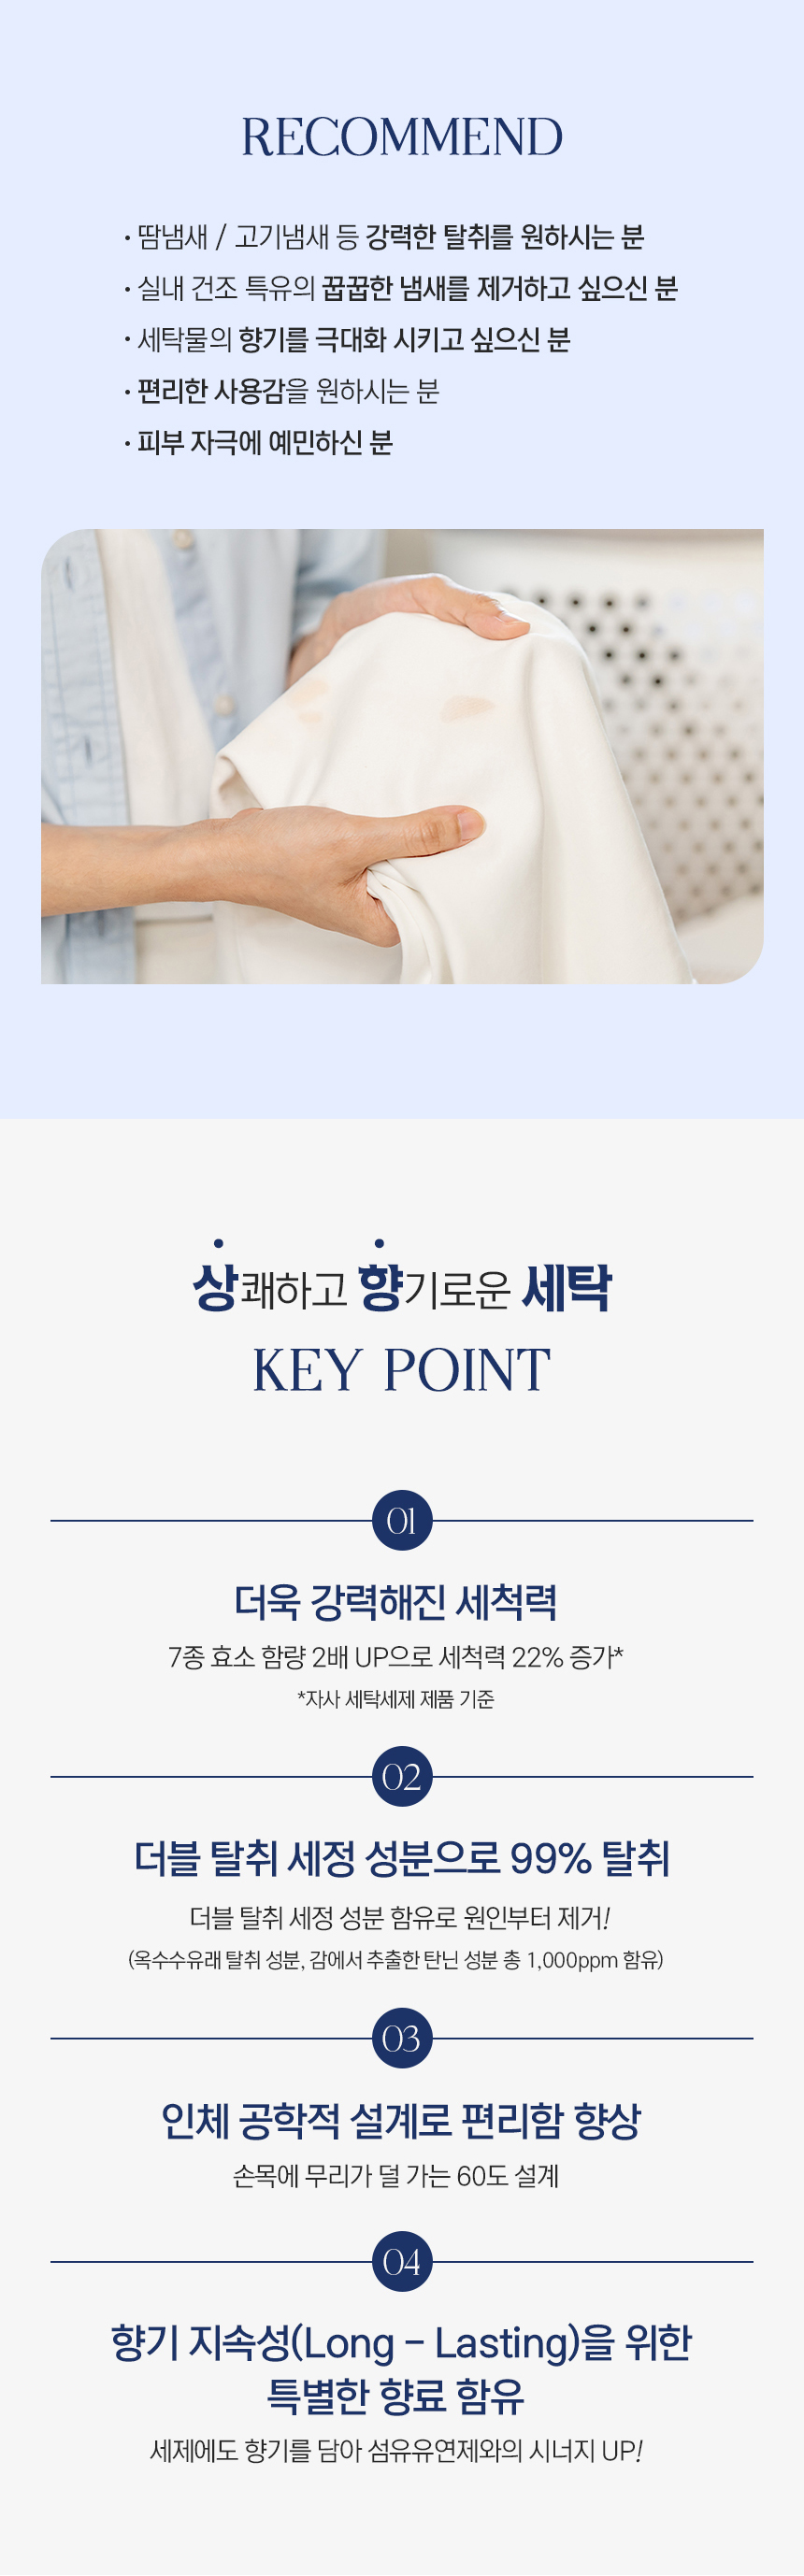 RECOMMEND
• 땀냄새 / 고기냄새 등 강력한 탈취를 원하시는 분
• 실내 건조 특유의 꿉꿉한 냄새를 제거하고 싶으신 분
• 세탁물의 향기를 극대화 시키고 싶으신 분
• 편리한 사용감을 원하시는 분
• 피부 자극에 예민하신 분
상쾌하고 향기로운 세탁
KEY POINT
01
더욱 강력해진 세척력
7종 효소 함량 2배 UP으로 세척력 22% 증가*
*자사 세탁세제 제품 기준
02
더블 탈취 세정 성분으로 99% 탈취
더블 탈취 세정 성분 함유로 원인부터 제거!
(옥수수유래 탈취 성분, 감에서 추출한 탄닌 성분 총 1,000ppm 함유)
03
인체 공학적 설계로 편리함 향상
손목에 무리가 덜 가는 60도 설계
04
향기 지속성(Long – Lasting)을 위한
특별한 향료 함유
세제에도 향기를 담아 섬유유연제와의 시너지 UP!